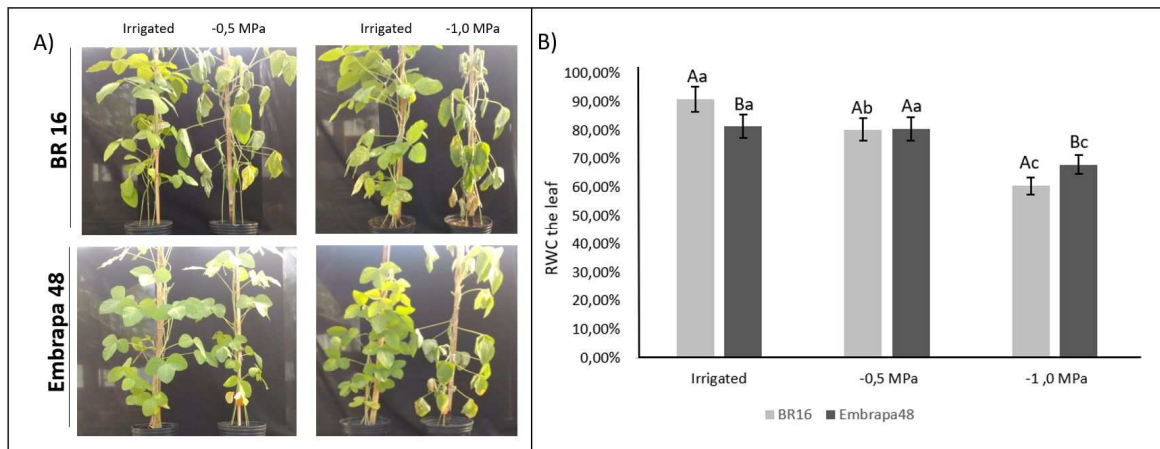 A)
Irrigated -0,5 MPa
Irrigated -1,0 MPa
BR 16
Embrapa 48
B)
RWC the leaf
100,00%
90,00%
80,00%
70,00%
60,00%
50,00%
40,00%
30,00%
20,00%
10,00%
0,00%
Aa
Ba
Ab
Aa
Ac
Bc
Irrigated
-0,5 MPa
-1,0 MPa
BR16
Embrapa48